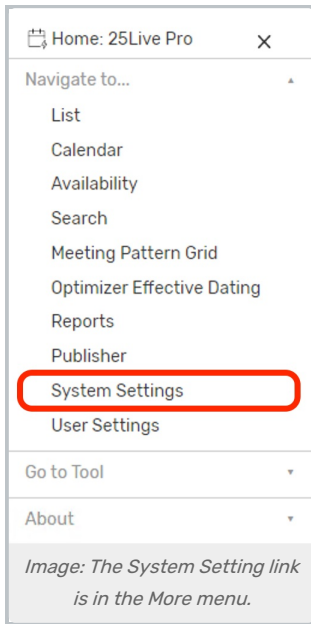 Home: 25Live Pro
Navigate to...
List
Calendar
Availability
Search
Meeting Pattern Grid
Optimizer Effective Dating
Reports
Publisher
System Settings
User Settings
Go to Tool
About
Image: The System Setting link
is in the More menu.